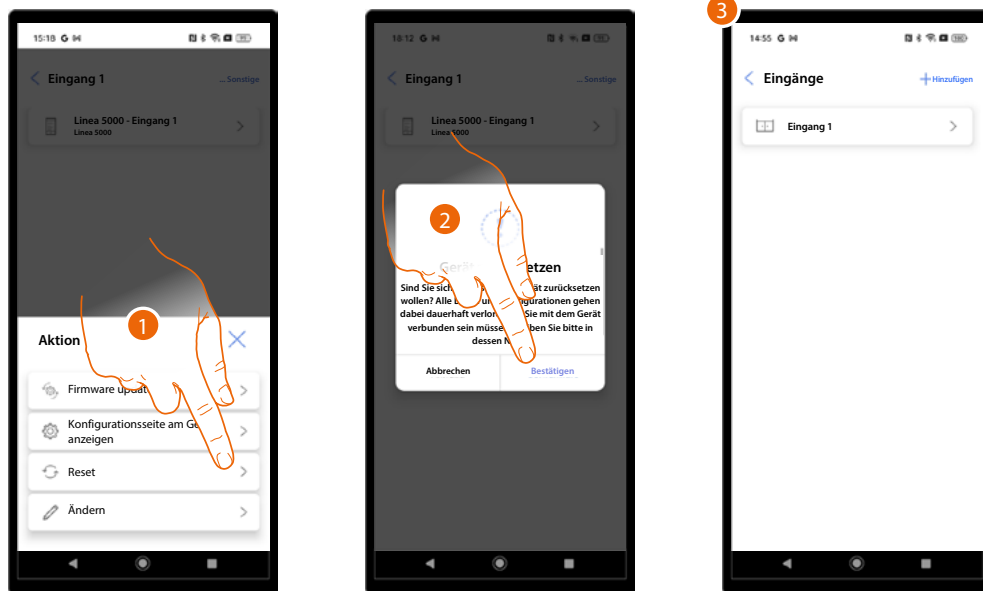 15:18 G
Eingang 1
... Sonstige
Linea 5000 - Eingang 1
Linea 5000
1
Aktion
Firmware updat
Konfigurationsseite am Ge
anzeigen
Reset
Ändern
18:12 G
Eingang 1
... Sonstige
Linea 5000 - Eingang 1
Linea 5000
2
etzen
Sind Sie sich ät zurücksetzen
wollen? Alle gurationen gehen
dabei dauerhaft verlor Sie mit dem Gerät
verbunden sein müsse ben Sie bitte in
dessen N
Abbrechen
Bestätigen
3
14:55 G
Eingänge
+Hinzufügen
Eingang 1